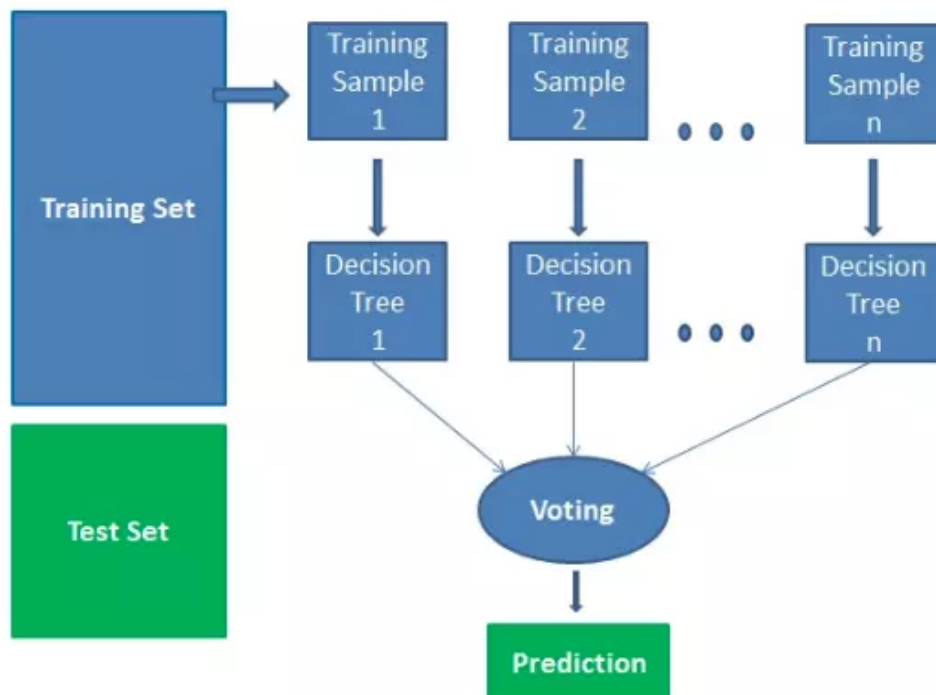 Training Set
Test Set
Training
Sample
1
Training
Sample
2
Training
Sample
n
Decision
Tree
1
Decision
Tree
2
Decision
Tree
n
Voting
Prediction